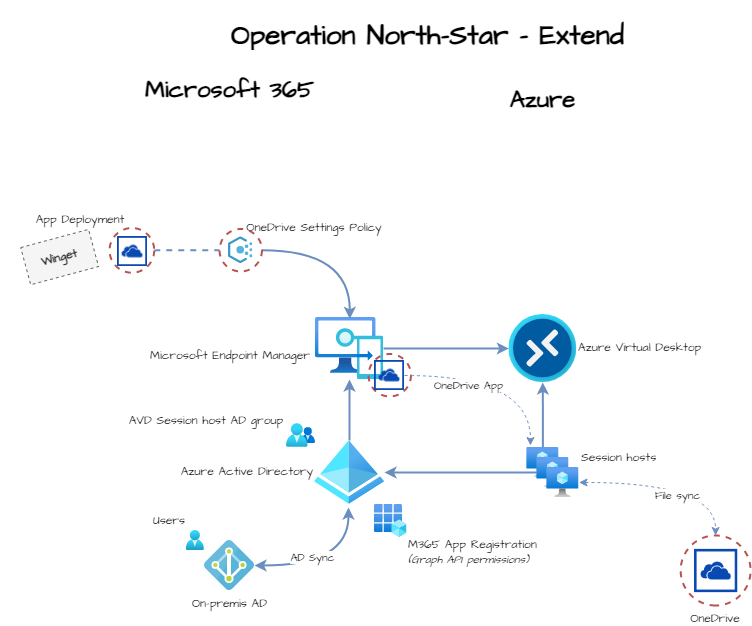 Operation North-Star - Extend
Microsoft 365
Azure
App Deployment
OneDrive Settings Policy
Winget
Microsoft Endpoint Manager
Azure Virtual Desktop
OneDrive App
AVD Session host AD group
Session hosts
Azure Active Directory
File sync
Users
M365 App Registration
(Graph API permissions)
AD Sync
On-premis AD
OneDrive